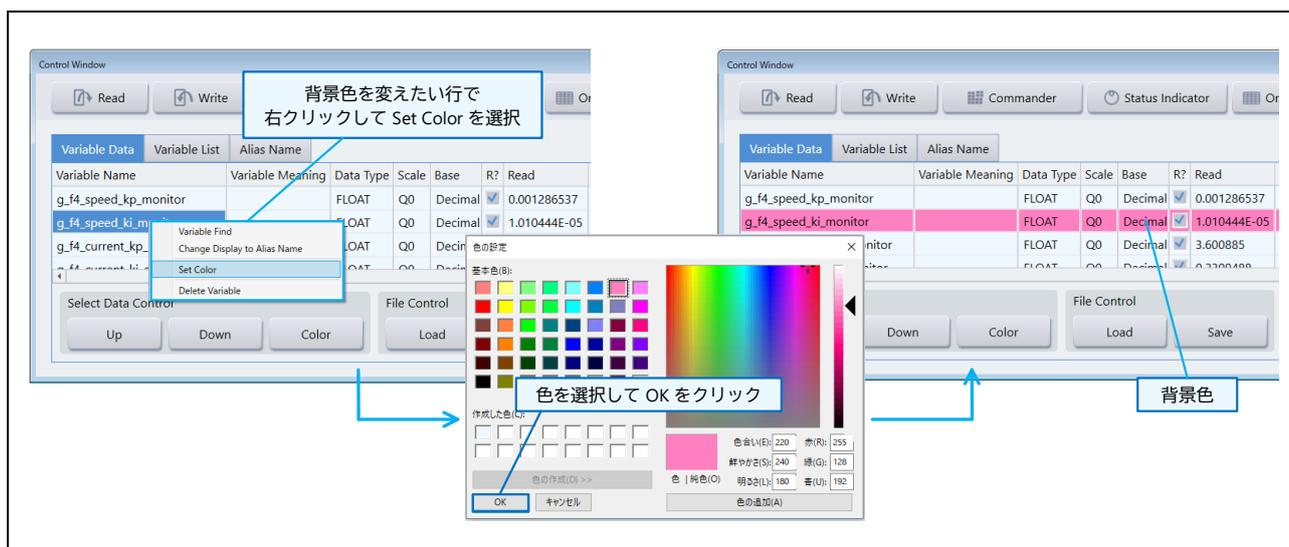 Control Window
Read
Write
背景色を変えたい行で
右クリックして Set Color を選択
Variable Data
Variable List
Alias Name
Variable Name
Variable Meaning
Data Type
Scale
Base
R?
Read
g_f4_speed_kp_monitor
FLOAT
Q0
Decimal
0.001286537
g_f4_speed_ki_m
LOAT
Q0
Decimal
1.010444E-05
g_f4_current_kp_
LOAT
Q0
Variable Find
Change Display to Alias Name
Set Color
Delete Variable
Select Data Control
Up
Down
Color
File Control
Load
色の設定
基本色(B):
色を選択して OK をクリック
作成した色(C):
色の作成(D) >>
OK
キャンセル
色 | 純色(O)
色合い(E): 220
鮮やかさ(S): 240
明るさ(L): 180
赤(R): 255
緑(G): 128
青(U): 192
色の追加(A)
Control Window
Read
Write
Commander
Status Indicator
Variable Data
Variable List
Alias Name
Variable Name
Variable Meaning
Data Type
Scale
Base
R?
Read
g_f4_speed_kp_monitor
FLOAT
Q0
Decimal
0.001286537
g_f4_speed_ki_monitor
FLOAT
Q0
Decimal
1.010444E-05
nitor
FLOAT
Q0
Decimal
3.600885
Down
Color
File Control
Load
Save
背景色